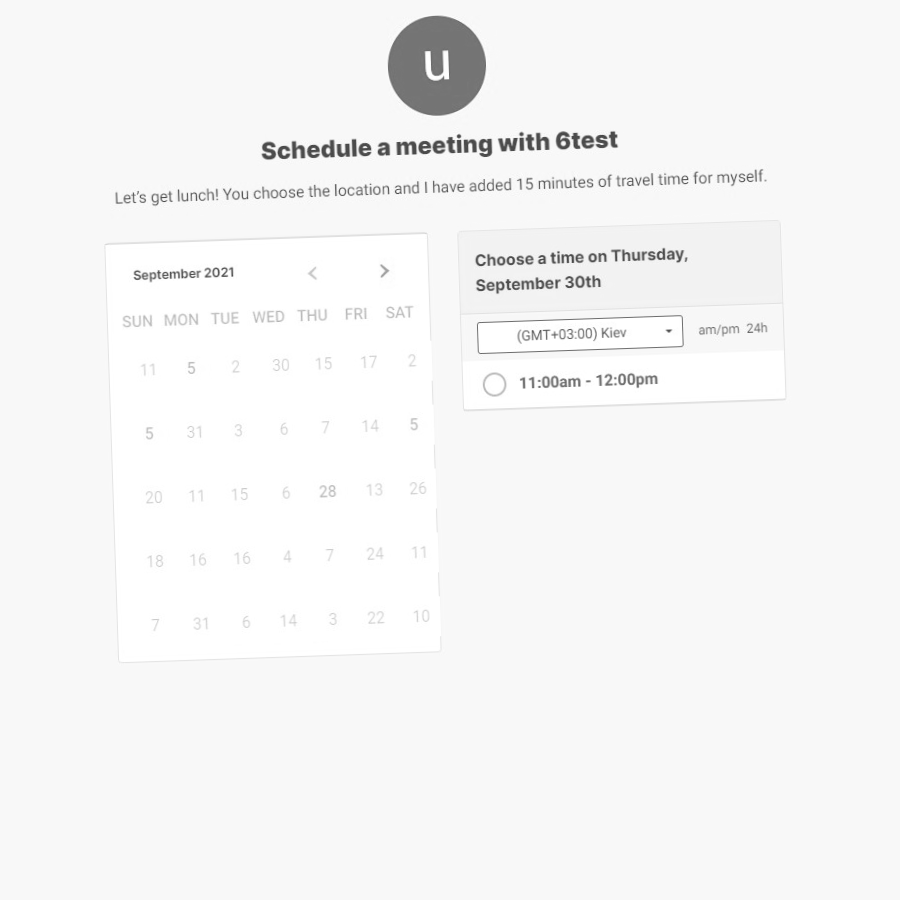 u
Schedule a meeting with 6test
Let's get lunch! You choose the location and I have added 15 minutes of travel time for myself.
September 2021
SUN MON TUE WED THU FRI SAT
11 5 2 30 15 17 2
5 31 3 6 7 14 5
20 11 15 6 28 13 26
18 16 16 4 7 24 11
7 31 6 14 3 22 10
Choose a time on Thursday,
September 30th
(GMT+03:00) Kiev am/pm 24h
11:00am - 12:00pm